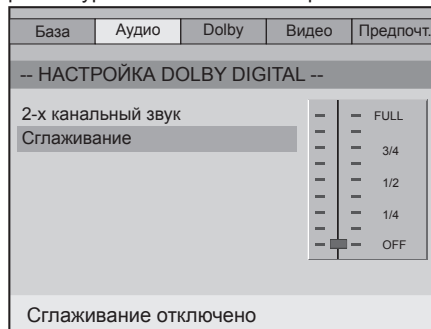 База Аудио Dolby Видео Предпочт.
-- НАСТРОЙКА DOLBY DIGITAL --
2-х канальный звук
Сглаживание
FULL
3/4
1/2
1/4
OFF
Сглаживание отключено